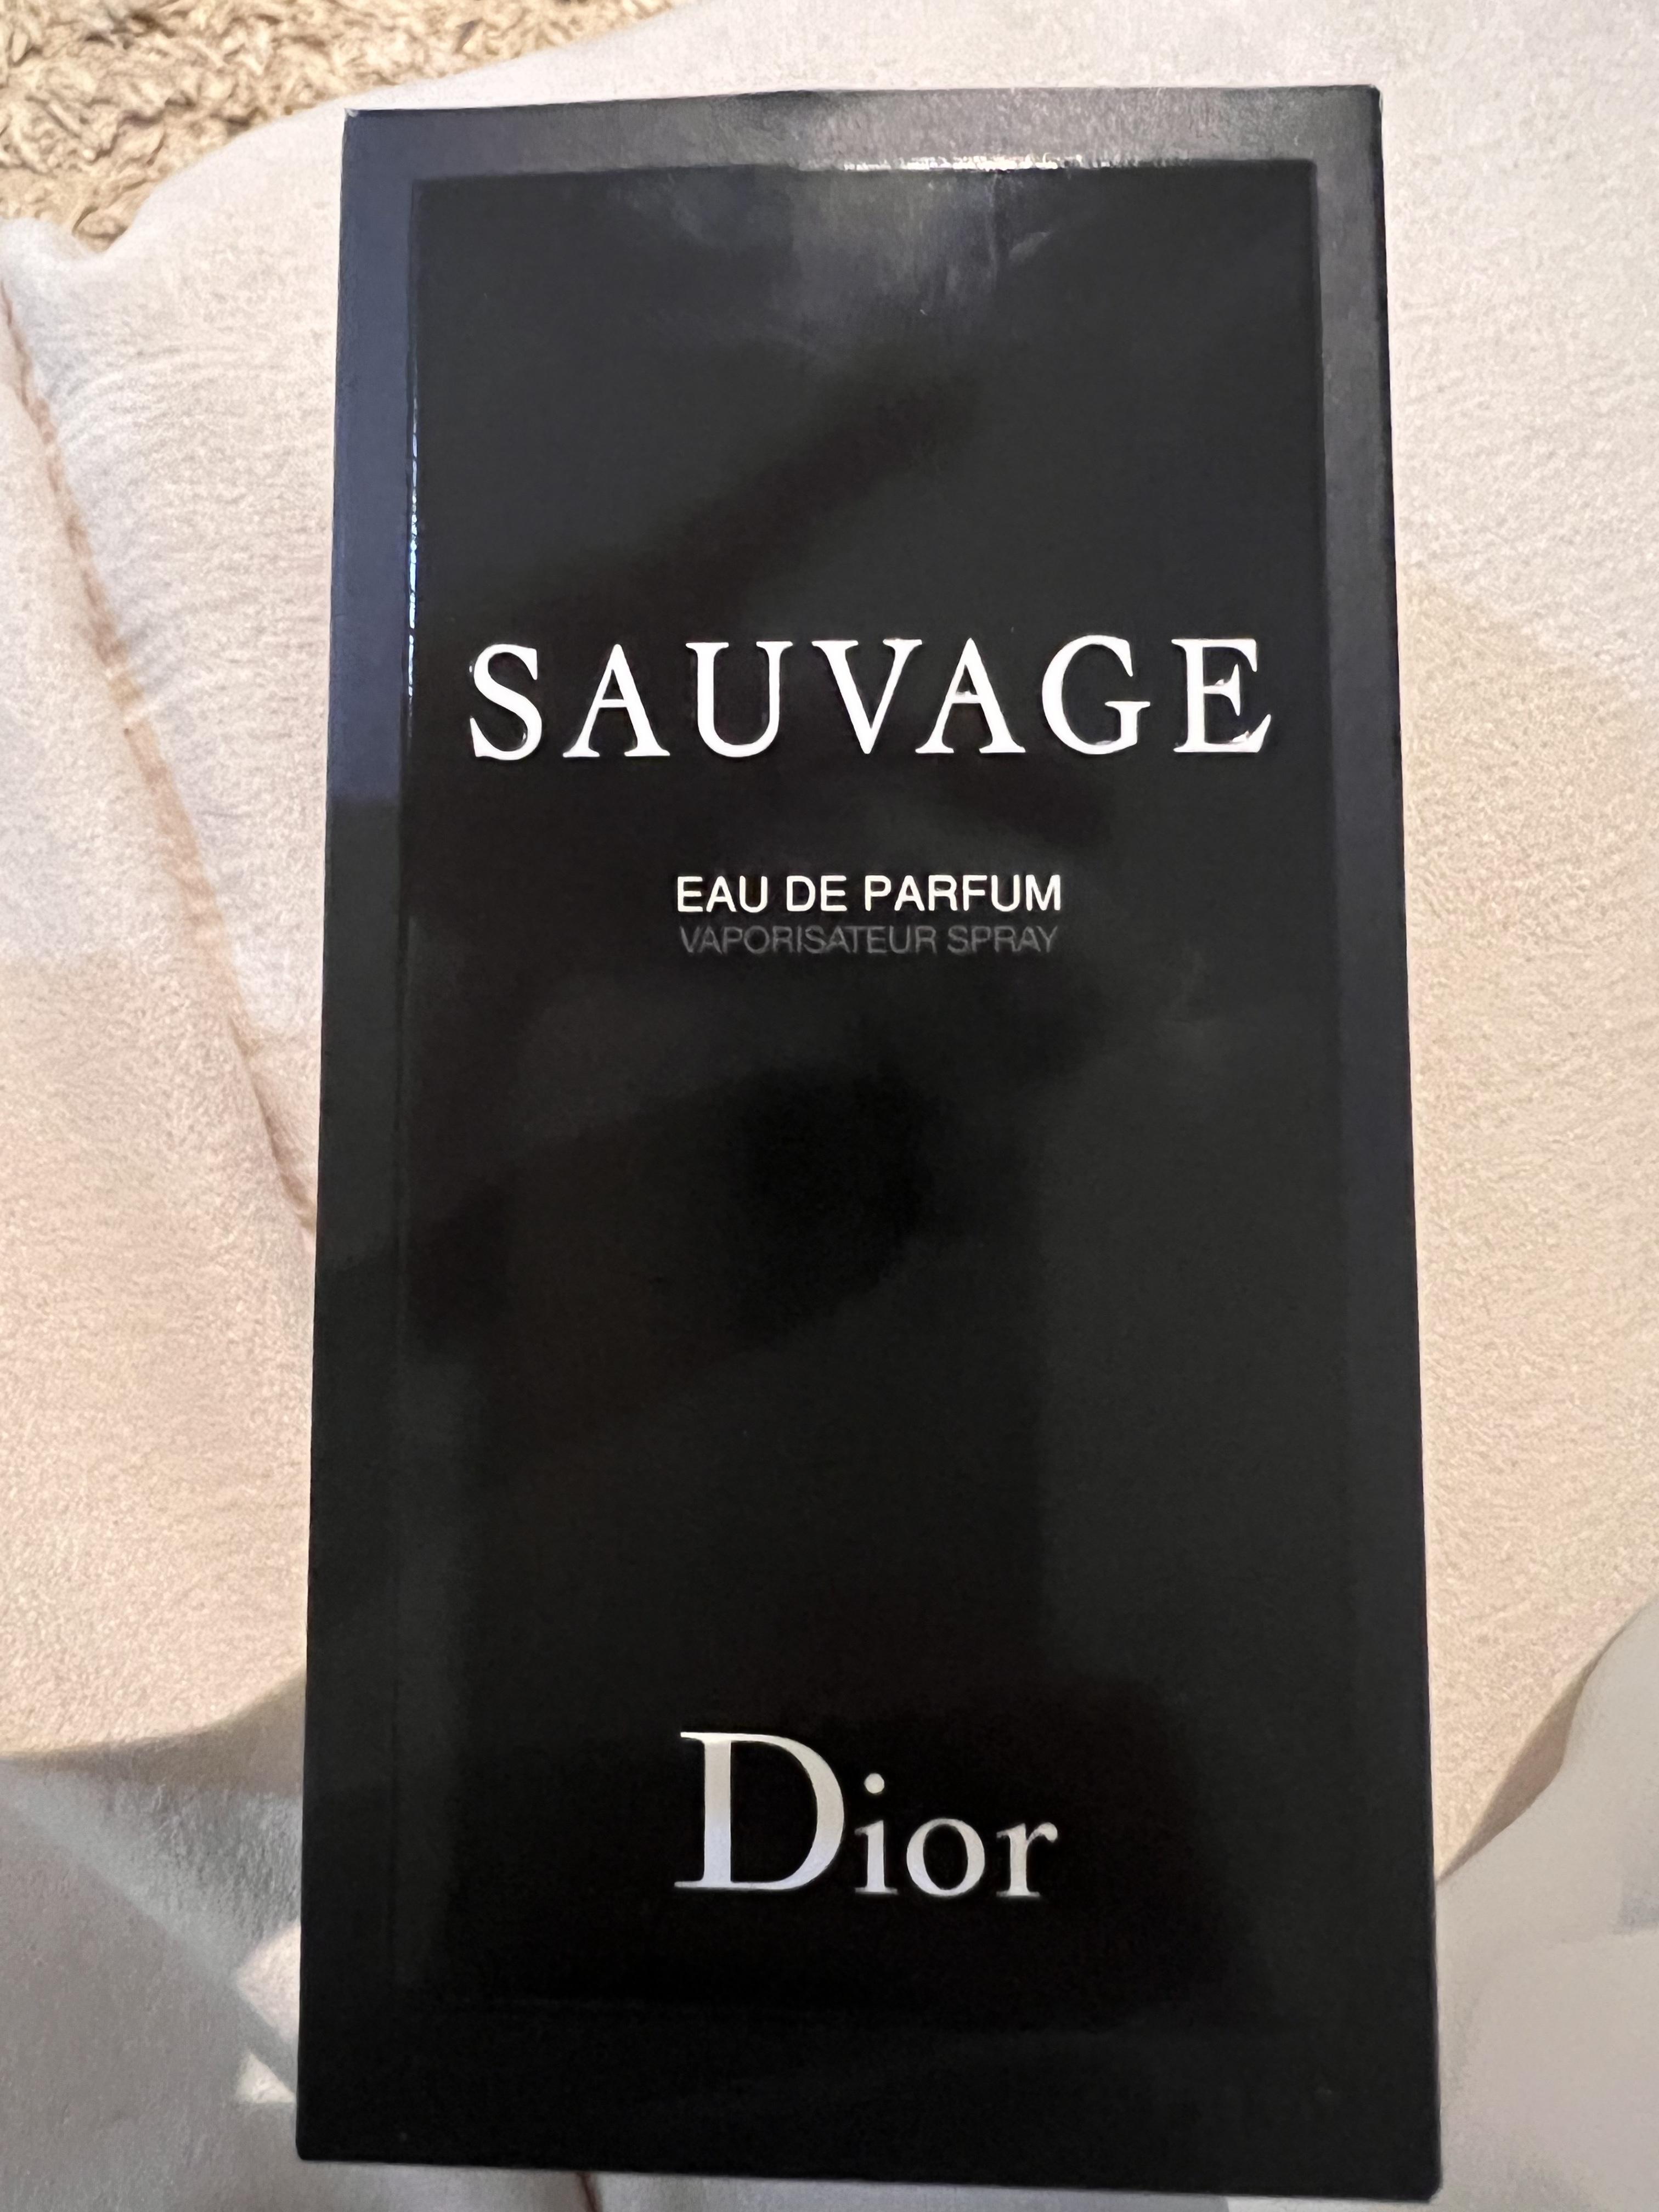 SAUVAGE
EAU DE PARFUM
VAPORISATEUR SPRAY
Dior